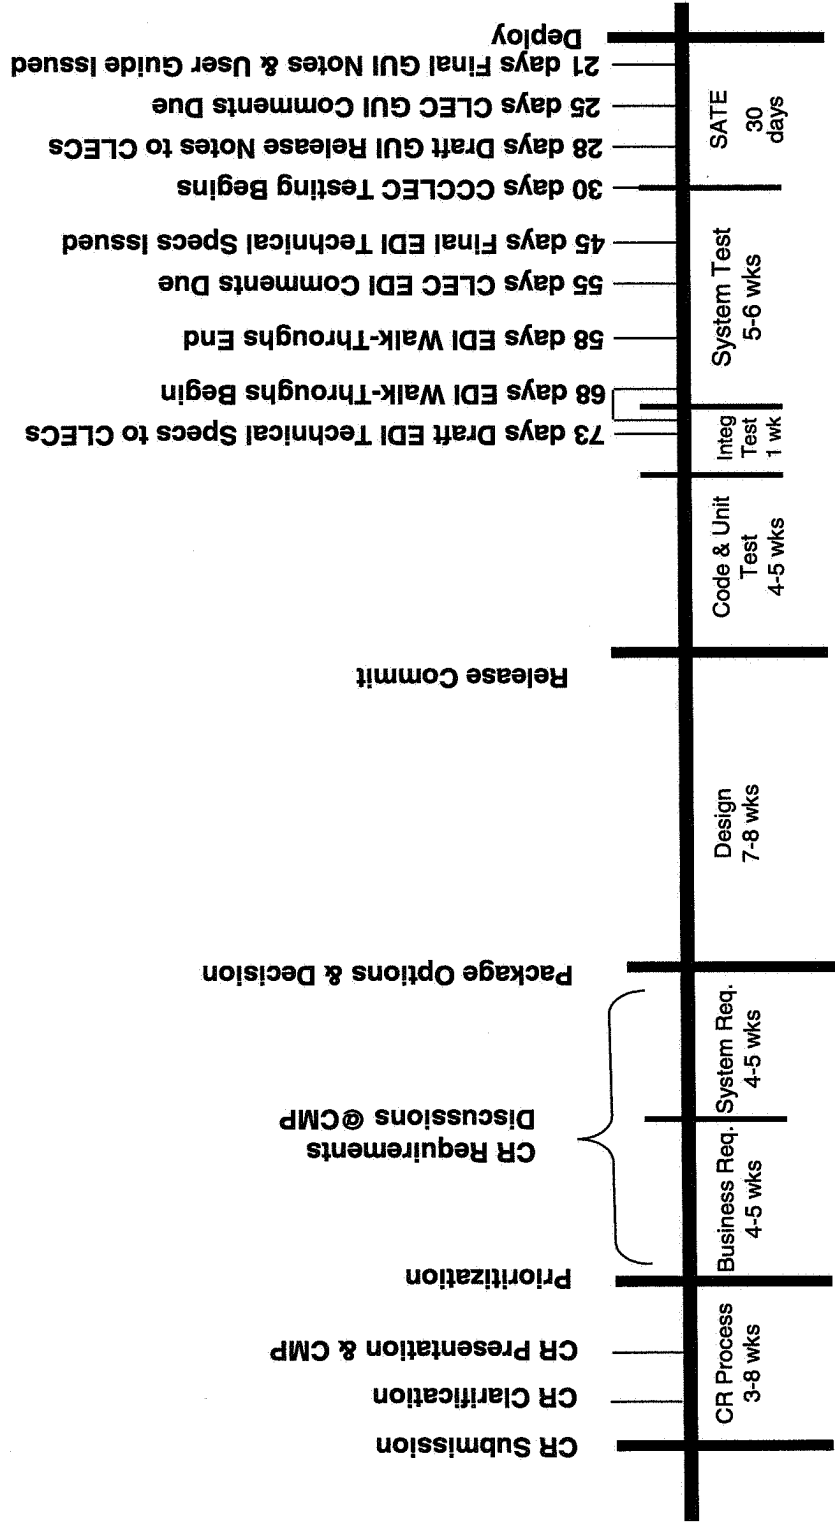 CR Submission
CR Clarification
CR Presentation & CMP
Prioritization
CR Requirements
Discussions @CMP
Package Options & Decision
Release Commit
73 days EDI Draft Technical Specs to CLECs
68 days EDI Walk-Throughs Begin
58 days EDI Walk-Throughs End
55 days CLEC EDI Comments Due
45 days Final EDI Technical Specs Issued
30 days CCCLEC Testing Begins
28 days Draft GUI Release Notes to CLECs
25 days CLEC GUI Comments Due
21 days Final GUI Notes & User Guide Issued
Deploy
CR Process
3-8 wks
Business Req.
4-5 wks
System Req.
4-5 wks
Design
7-8 wks
Code & Unit
Test
4-5 wks
Integ
Test
1 wk
System Test
5-6 wks
SATE
30
days